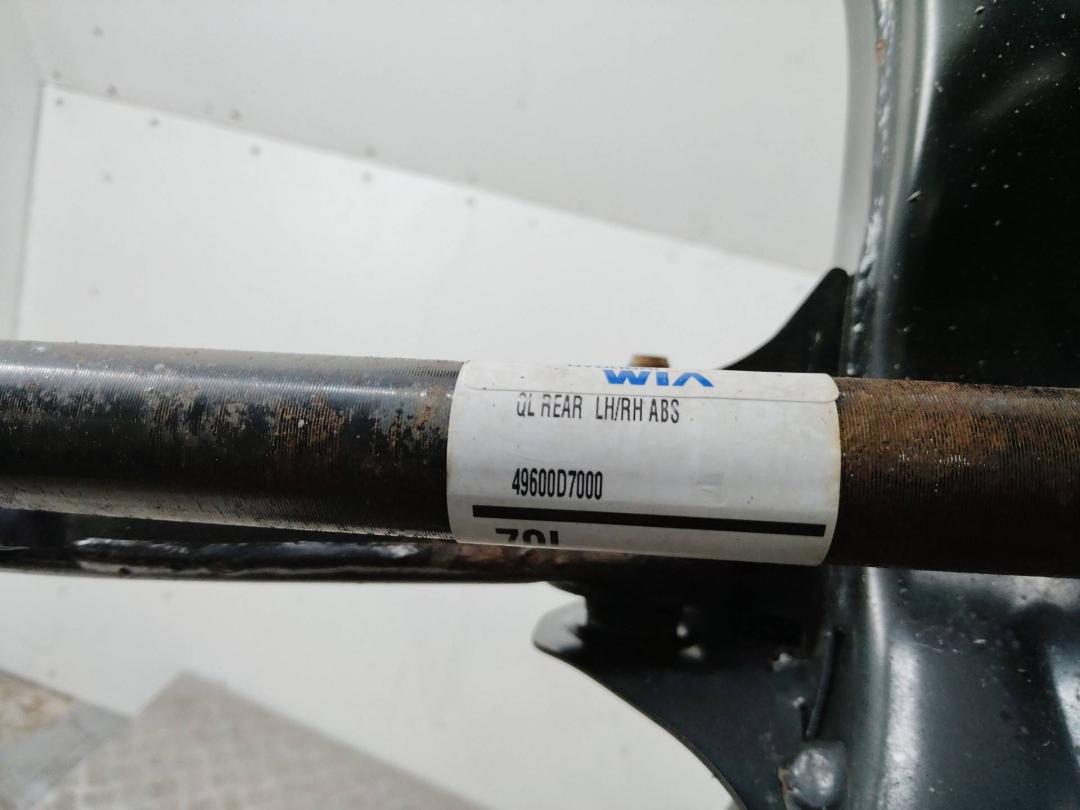 WIA
QL REAR LH/RH ABS
49600D7000